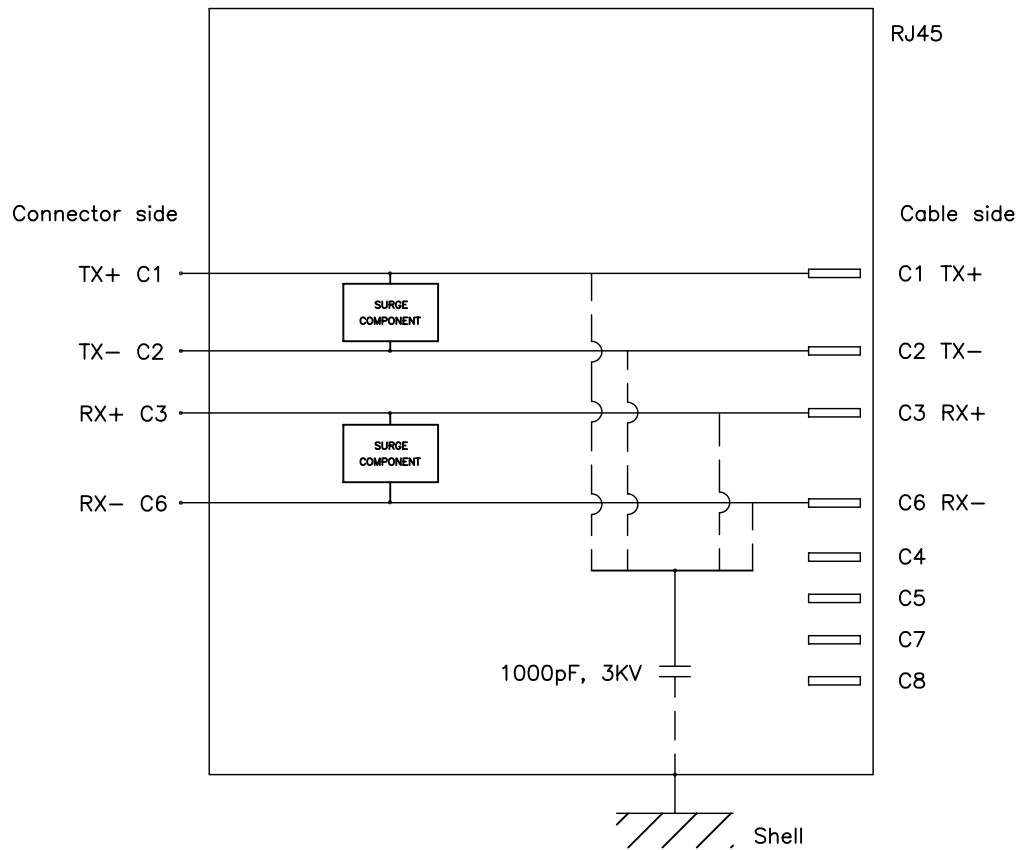 RJ45
Connector side
Cable side
TX+ C1
C1 TX+
SURGE
COMPONENT
TX- C2
C2 TX-
RX+ C3
C3 RX+
SURGE
COMPONENT
RX- C6
C6 RX-
C4
C5
C7
1000pF, 3KV
C8
Shell